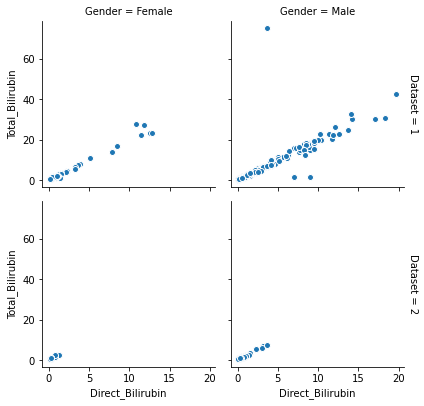 Gender = Female
Gender = Male
60
40
20
0
Total_Bilirubin
Dataset = 1
60
40
20
0
Total_Bilirubin
Dataset = 2
0 5 10 15 20
0 5 10 15 20
Direct_Bilirubin
Direct_Bilirubin